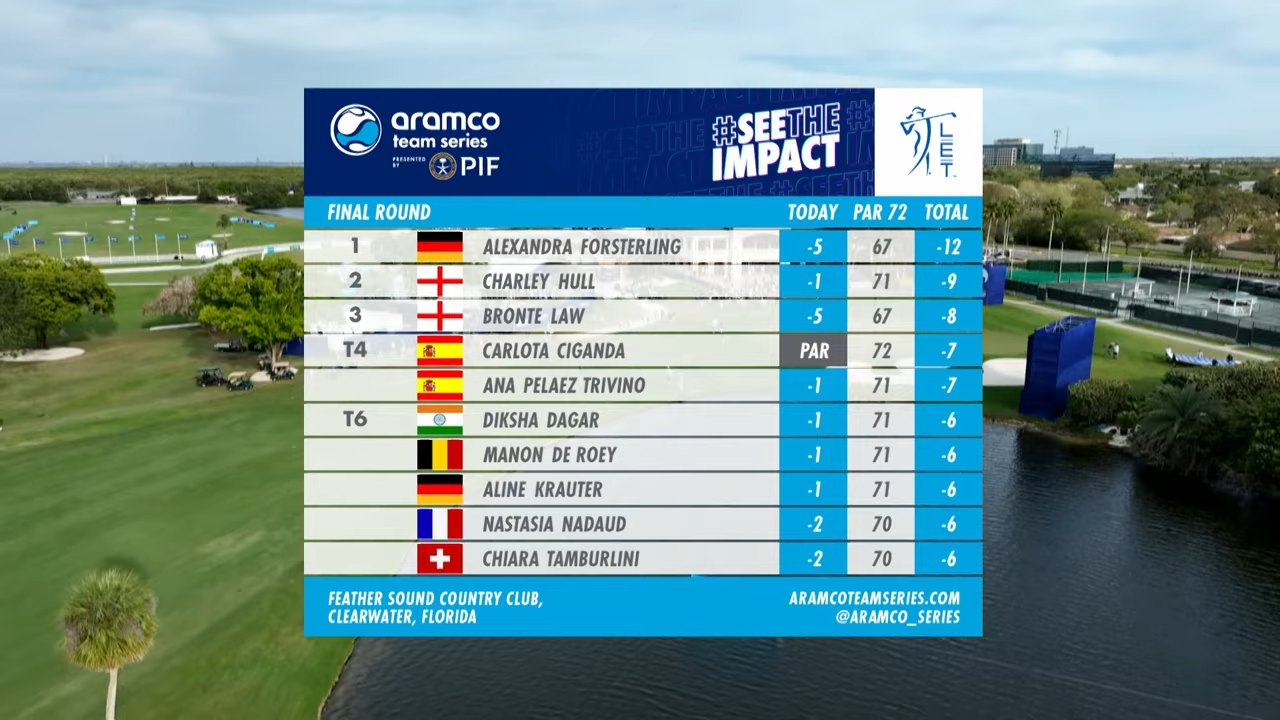 aramco
team series
PRESENTED BY PIF
#SEETHE
IMPACT
LET
FINAL ROUND TODAY PAR 72 TOTAL
1 ALEXANDRA FORSTERLING -5 67 -12
2 CHARLEY HULL -1 71 -9
3 BRONTE LAW -5 67 -8
T4 CARLOTA CIGANDA PAR 72 -7
ANA PELAEZ TRIVINO -1 71 -7
T6 DIKSHA DAGAR -1 71 -6
MANON DE ROEY -1 71 -6
ALINE KRAUTER -1 71 -6
NASTASIA NADAUD -2 70 -6
CHIARA TAMBURLINI -2 70 -6
FEATHER SOUND COUNTRY CLUB,
CLEARWATER, FLORIDA
ARAMCOTEAMSERIES.COM
@ARAMCO_SERIES